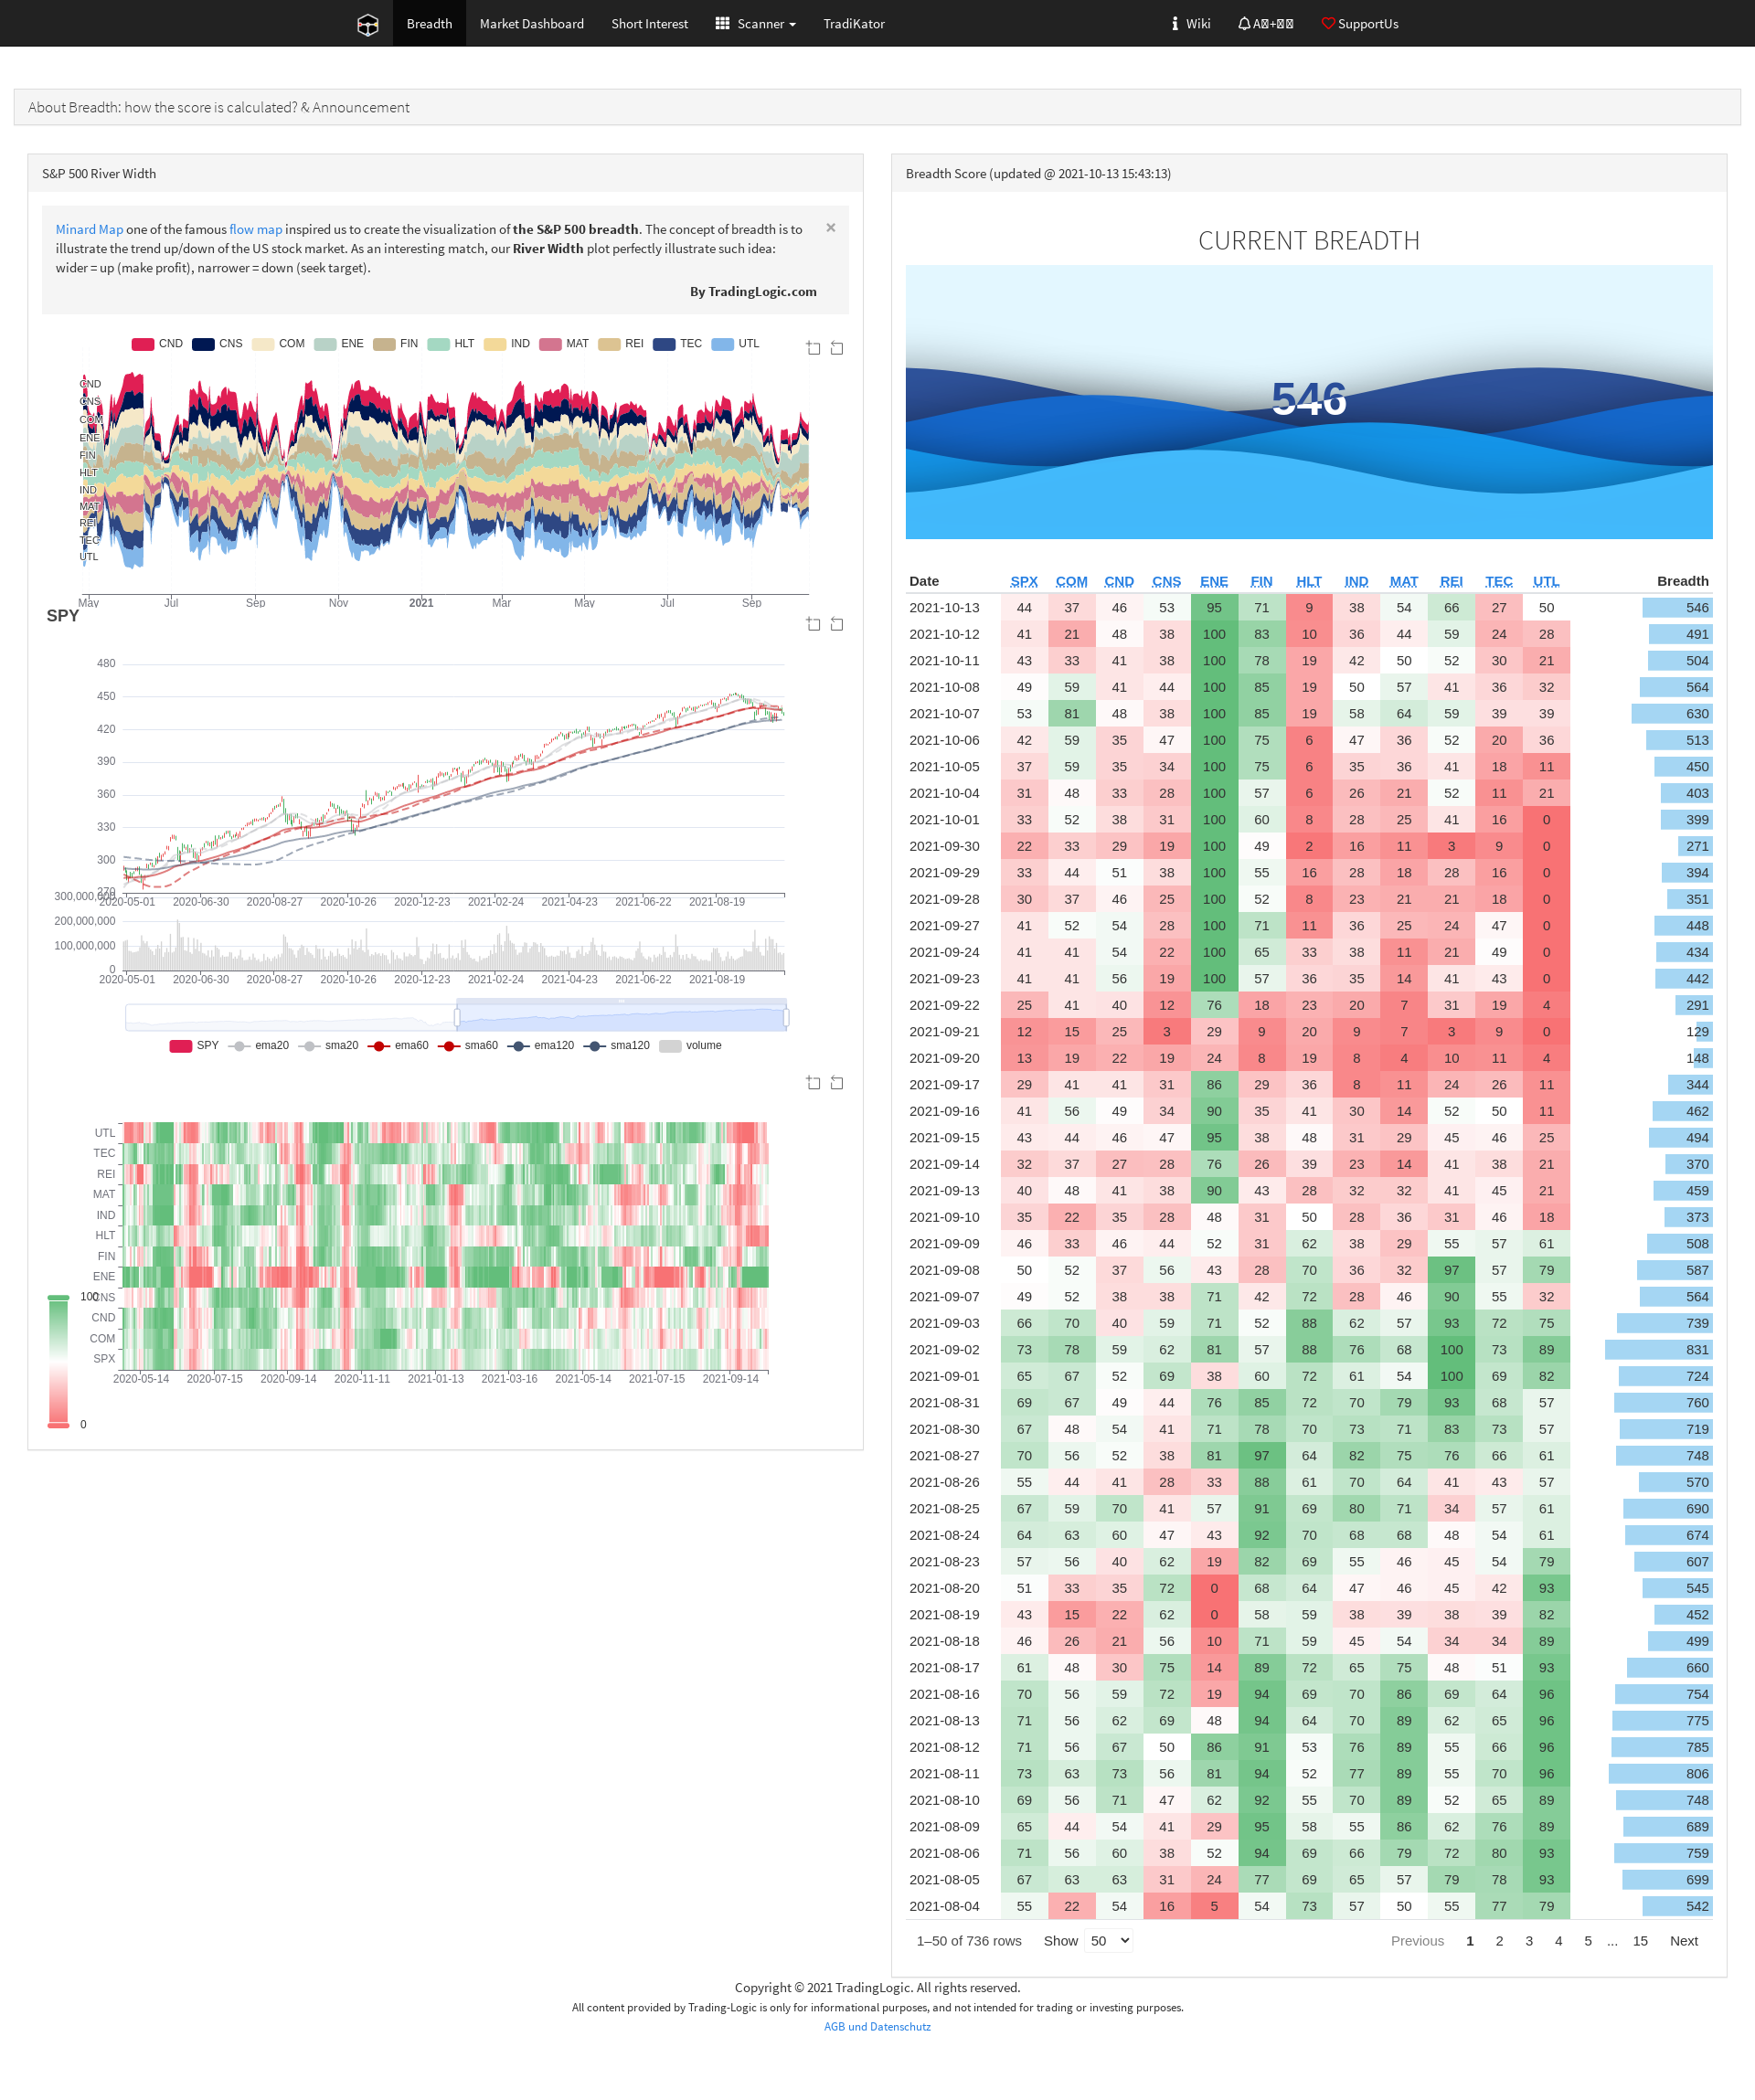 Breadth Market Dashboard Short Interest Scanner TradiKator Wiki SupportUs
About Breadth: how the score is calculated? & Announcement
S&P 500 River Width
Minard Map one of the famous flow map inspired us to create the visualization of the S&P 500 breadth. The concept of breadth is to
illustrate the trend up/down of the US stock market. As an interesting match, our River Width plot perfectly illustrate such idea:
wider = up (make profit), narrower = down (seek target).
By TradingLogic.com
×
CND CNS COM ENE FIN HLT IND MAT REI TEC UTL
CND
CNS
COM
ENE
FIN
HLT
IND
MAT
REI
TEC
UTL
May Jul Sep Nov 2021 Mar May Jul Sep
SPY
480
450
420
390
360
330
300
270
2020-05-01 2020-06-30 2020-08-27 2020-10-26 2020-12-23 2021-02-24 2021-04-23 2021-06-22 2021-08-19
300,000,000
200,000,000
100,000,000
0
2020-05-01 2020-06-30 2020-08-27 2020-10-26 2020-12-23 2021-02-24 2021-04-23 2021-06-22 2021-08-19
SPY ema20 sma20 ema60 sma60 ema120 sma120 volume
UTL
TEC
REI
MAT
IND
HLT
FIN
ENE
CNS
CND
COM
SPX
2020-05-14 2020-07-15 2020-09-14 2020-11-11 2021-01-13 2021-03-16 2021-05-14 2021-07-15 2021-09-14
100
0
Breadth Score (updated @ 2021-10-13 15:43:13)
CURRENT BREADTH
546
Date SPX COM CND CNS ENE FIN HLT IND MAT REI TEC UTL Breadth
2021-10-13 44 37 46 53 95 71 9 38 54 66 27 50 546
2021-10-12 41 21 48 38 100 83 10 36 44 59 24 28 491
2021-10-11 43 33 41 38 100 78 19 42 50 52 30 21 504
2021-10-08 49 59 41 44 100 85 19 50 57 41 36 32 564
2021-10-07 53 81 48 38 100 85 19 58 64 59 39 39 630
2021-10-06 42 59 35 47 100 75 6 47 36 52 20 36 513
2021-10-05 37 59 35 34 100 75 6 35 36 41 18 11 450
2021-10-04 31 48 33 28 100 57 6 26 21 52 11 21 403
2021-10-01 33 52 38 31 100 60 8 28 25 41 16 0 399
2021-09-30 22 33 29 19 100 49 2 16 11 3 9 0 271
2021-09-29 33 44 51 38 100 55 16 28 18 28 16 0 394
2021-09-28 30 37 46 25 100 52 8 23 21 21 18 0 351
2021-09-27 41 52 54 28 100 71 11 36 25 24 47 0 448
2021-09-24 41 41 54 22 100 65 33 38 11 21 49 0 434
2021-09-23 41 41 56 19 100 57 36 35 14 41 43 0 442
2021-09-22 25 41 40 12 76 18 23 20 7 31 19 4 291
2021-09-21 12 15 25 3 29 9 20 9 7 3 9 0 129
2021-09-20 13 19 22 19 24 8 19 8 4 10 11 4 148
2021-09-17 29 41 41 31 86 29 36 8 11 24 26 11 344
2021-09-16 41 56 49 34 90 35 41 30 14 52 50 11 462
2021-09-15 43 44 46 47 95 38 48 31 29 45 46 25 494
2021-09-14 32 37 27 28 76 26 39 23 14 41 38 21 370
2021-09-13 40 48 41 38 90 43 28 32 32 41 45 21 459
2021-09-10 35 22 35 28 48 31 50 28 36 31 46 18 373
2021-09-09 46 33 46 44 52 31 62 38 29 55 57 61 508
2021-09-08 50 52 37 56 43 28 70 36 32 97 57 79 587
2021-09-07 49 52 38 38 71 42 72 28 46 90 55 32 564
2021-09-03 66 70 40 59 71 52 88 62 57 93 72 75 739
2021-09-02 73 78 59 62 81 57 88 76 68 100 73 89 831
2021-09-01 65 67 52 69 38 60 72 61 54 100 69 82 724
2021-08-31 69 67 49 44 76 85 72 70 79 93 68 57 760
2021-08-30 67 48 54 41 71 78 70 73 71 83 73 57 719
2021-08-27 70 56 52 38 81 97 64 82 75 76 66 61 748
2021-08-26 55 44 41 28 33 88 61 70 64 41 43 57 570
2021-08-25 67 59 70 41 57 91 69 80 71 34 57 61 690
2021-08-24 64 63 60 47 43 92 70 68 68 48 54 61 674
2021-08-23 57 56 40 62 19 82 69 55 46 45 54 79 607
2021-08-20 51 33 35 72 0 68 64 47 46 45 42 93 545
2021-08-19 43 15 22 62 0 58 59 38 39 38 39 82 452
2021-08-18 46 26 21 56 10 71 59 45 54 34 34 89 499
2021-08-17 61 48 30 75 14 89 72 65 75 48 51 93 660
2021-08-16 70 56 59 72 19 94 69 70 86 69 64 96 754
2021-08-13 71 56 62 69 48 94 64 70 89 62 65 96 775
2021-08-12 71 56 67 50 86 91 53 76 89 55 66 96 785
2021-08-11 73 63 73 56 81 94 52 77 89 55 70 96 806
2021-08-10 69 56 71 47 62 92 55 70 89 52 65 89 748
2021-08-09 65 44 54 41 29 95 58 55 86 62 76 89 689
2021-08-06 71 56 60 38 52 94 69 66 79 72 80 93 759
2021-08-05 67 63 63 31 24 77 69 65 57 79 78 93 699
2021-08-04 55 22 54 16 5 54 73 57 50 55 77 79 542
1–50 of 736 rows Show 50 Previous 1 2 3 4 5 ... 15 Next
Copyright © 2021 TradingLogic. All rights reserved.
All content provided by Trading-Logic is only for informational purposes, and not intended for trading or investing purposes.
AGB und Datenschutz